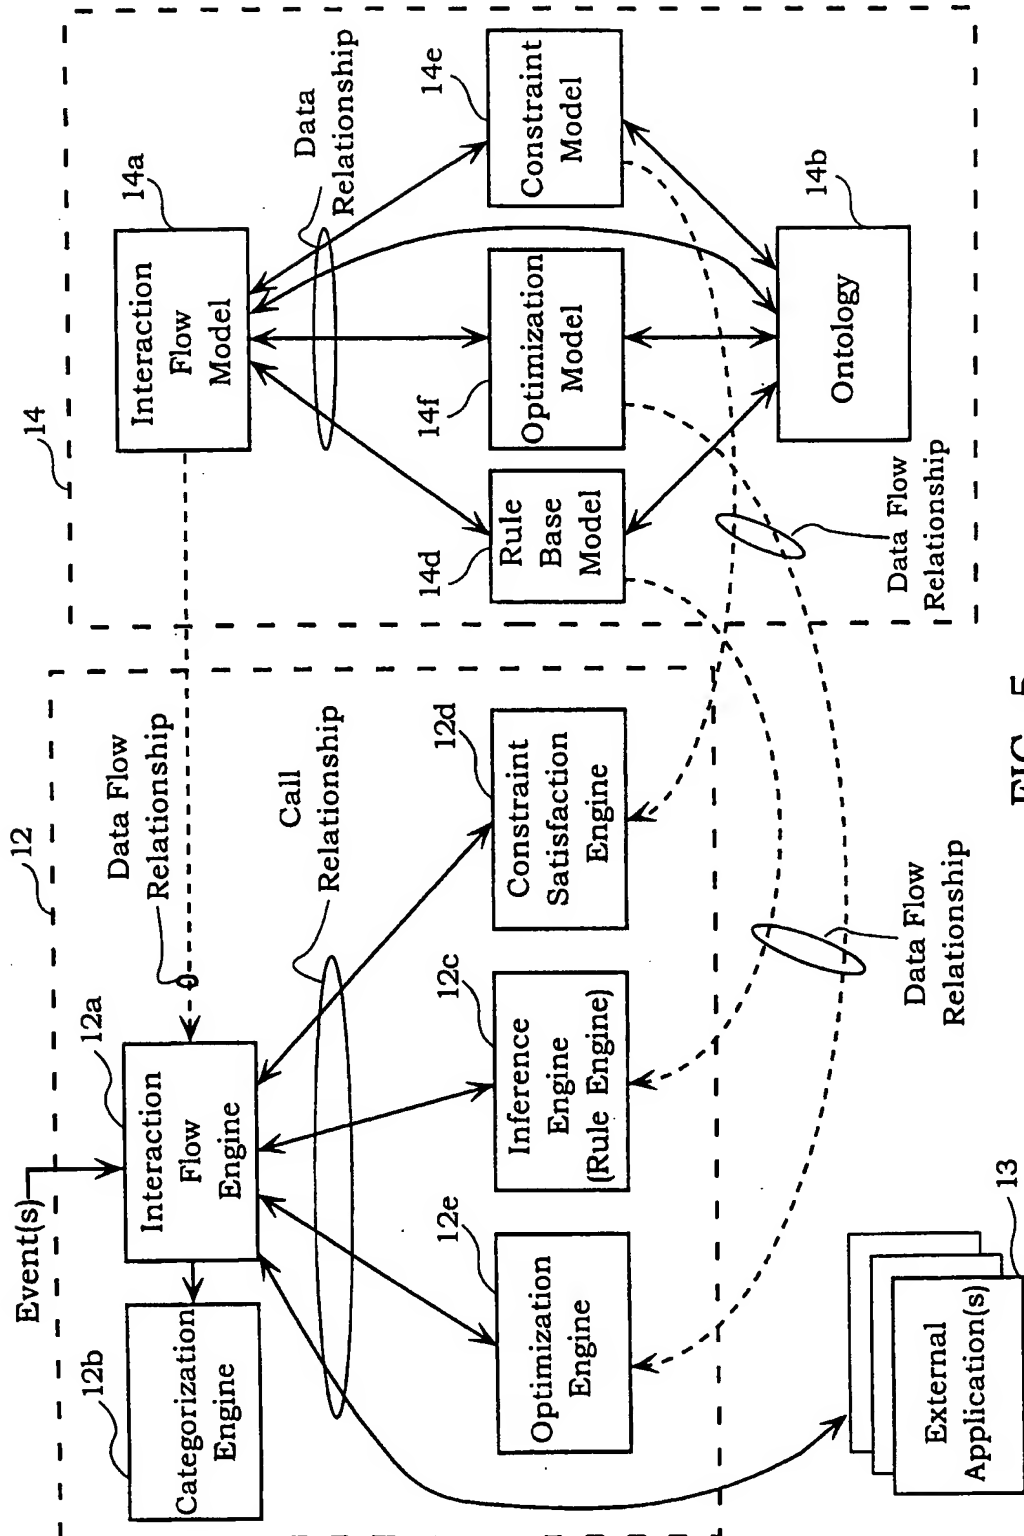 Event(s)
12
12b
Categorization
Engine
12a
Interaction
Flow
Engine
Data Flow
Relationship
Call
Relationship
12e
Optimization
Engine
12c
Inference
Engine
(Rule Engine)
12d
Constraint
Satisfaction
Engine
13
External
Application(s)
Data Flow
Relationship
14
14a
Interaction
Flow
Model
Data
Relationship
14d
Rule
Base
Model
14f
Optimization
Model
14e
Constraint
Model
14b
Ontology
Data Flow
Relationship